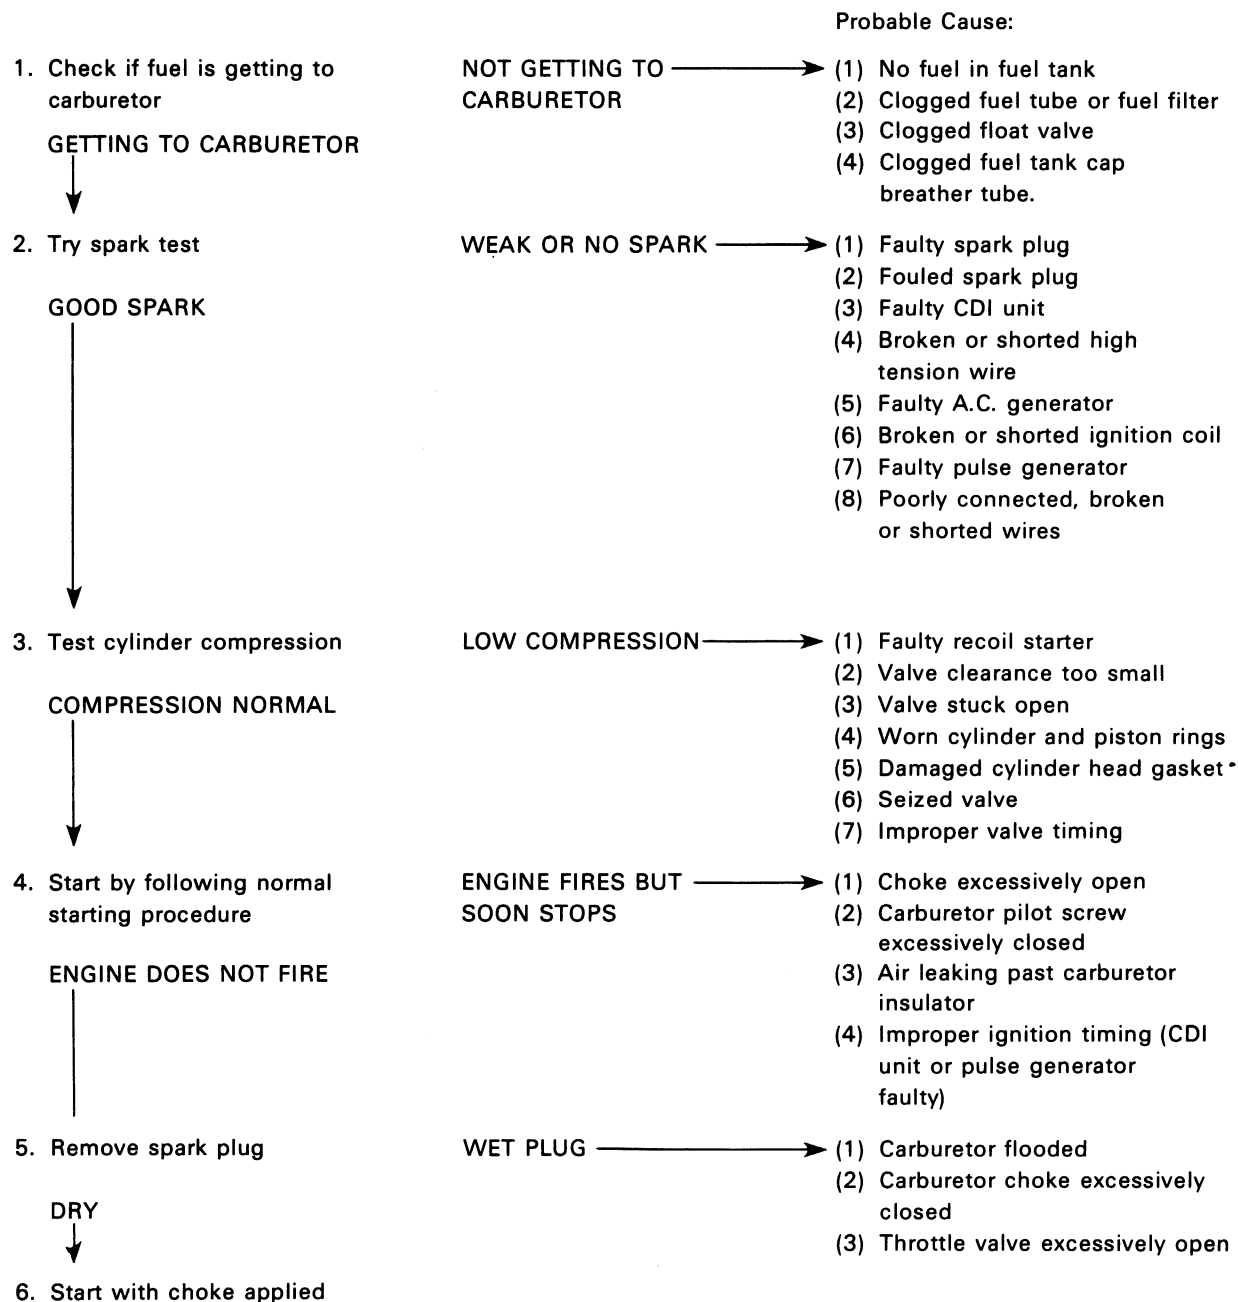 Probable Cause:
1. Check if fuel is getting to
carburetor
GETTING TO CARBURETOR
NOT GETTING TO
CARBURETOR
(1) No fuel in fuel tank
(2) Clogged fuel tube or fuel filter
(3) Clogged float valve
(4) Clogged fuel tank cap
breather tube.
2. Try spark test
GOOD SPARK
WEAK OR NO SPARK
(1) Faulty spark plug
(2) Fouled spark plug
(3) Faulty CDI unit
(4) Broken or shorted high
tension wire
(5) Faulty A.C. generator
(6) Broken or shorted ignition coil
(7) Faulty pulse generator
(8) Poorly connected, broken
or shorted wires
3. Test cylinder compression
COMPRESSION NORMAL
LOW COMPRESSION
(1) Faulty recoil starter
(2) Valve clearance too small
(3) Valve stuck open
(4) Worn cylinder and piston rings
(5) Damaged cylinder head gasket
(6) Seized valve
(7) Improper valve timing
4. Start by following normal
starting procedure
ENGINE DOES NOT FIRE
ENGINE FIRES BUT
SOON STOPS
(1) Choke excessively open
(2) Carburetor pilot screw
excessively closed
(3) Air leaking past carburetor
insulator
(4) Improper ignition timing (CDI
unit or pulse generator
faulty)
5. Remove spark plug
DRY
WET PLUG
(1) Carburetor flooded
(2) Carburetor choke excessively
closed
(3) Throttle valve excessively open
6. Start with choke applied